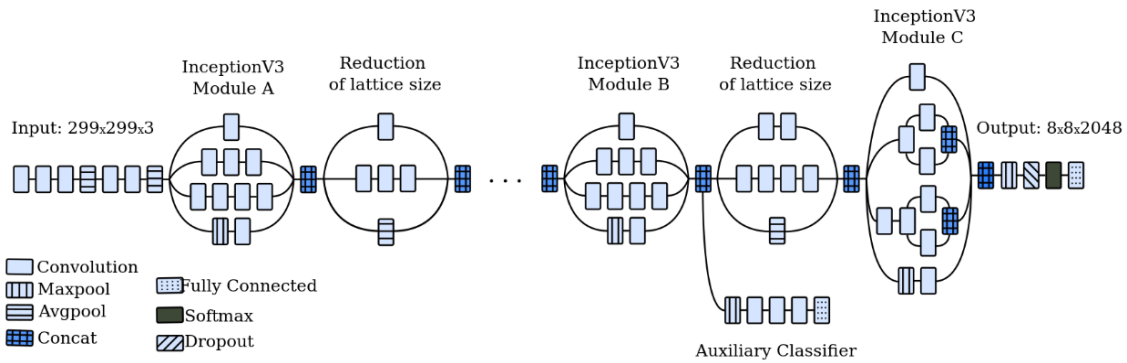 InceptionV3
Module C
InceptionV3
Module A
Reduction
of lattice size
InceptionV3
Module B
Reduction
of lattice size
Input: 299x299x3
Output: 8x8x2048
. . .
Convolution
Maxpool
Avgpool
Concat
Fully Connected
Softmax
Dropout
Auxiliary Classifier